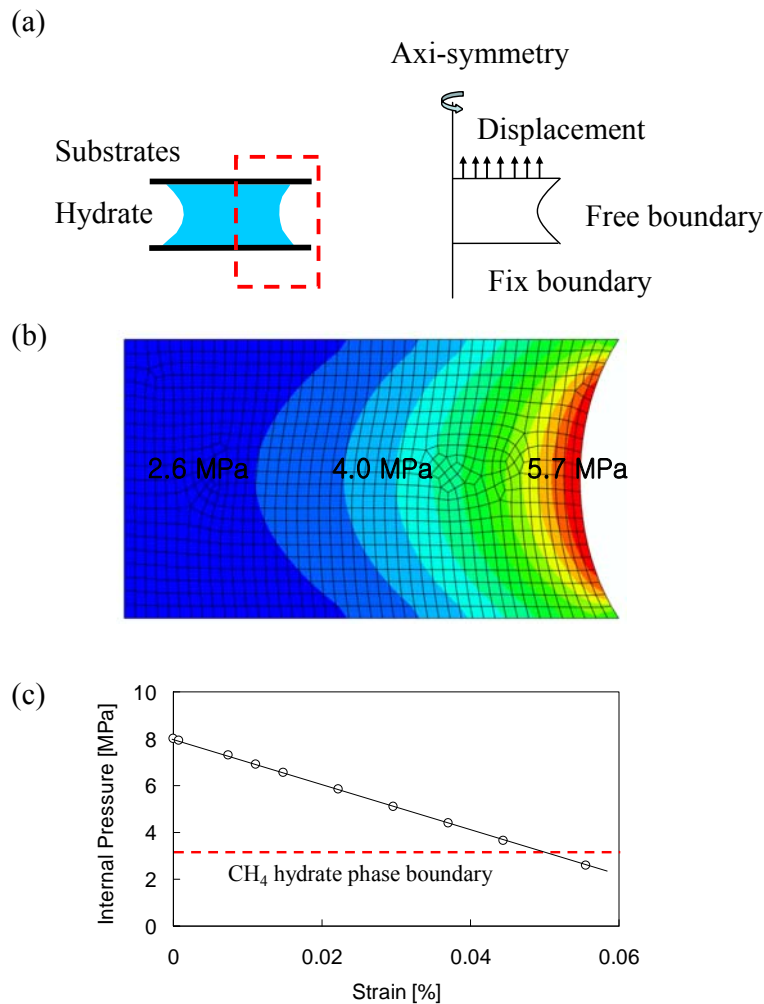 (a)
Axi-symmetry
Displacement
Substrates
Hydrate
Free boundary
Fix boundary
(b)
2.6 MPa
4.0 MPa
5.7 MPa
(c)
Internal Pressure [MPa]
10
8
6
4
2
0
CH₄ hydrate phase boundary
0
0.02
0.04
0.06
Strain [%]